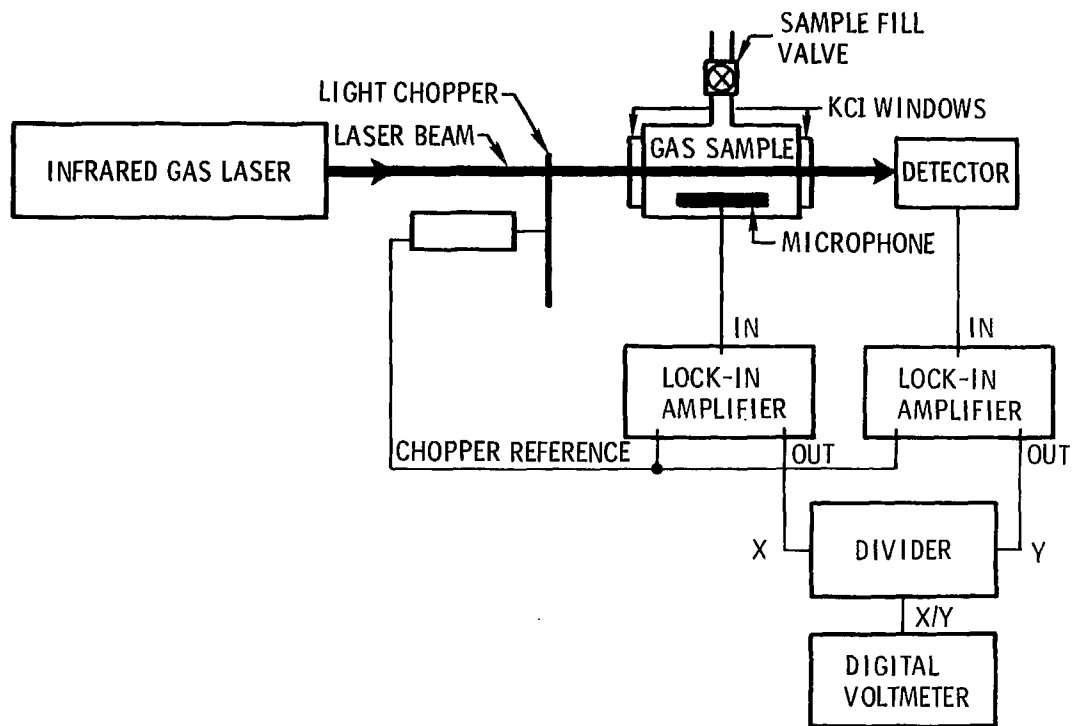 SAMPLE FILL
VALVE
LIGHT CHOPPER
KCl WINDOWS
LASER BEAM
INFRARED GAS LASER
GAS SAMPLE
DETECTOR
MICROPHONE
IN
IN
LOCK-IN
AMPLIFIER
LOCK-IN
AMPLIFIER
CHOPPER REFERENCE
OUT
OUT
X
DIVIDER
Y
X/Y
DIGITAL
VOLTMETER